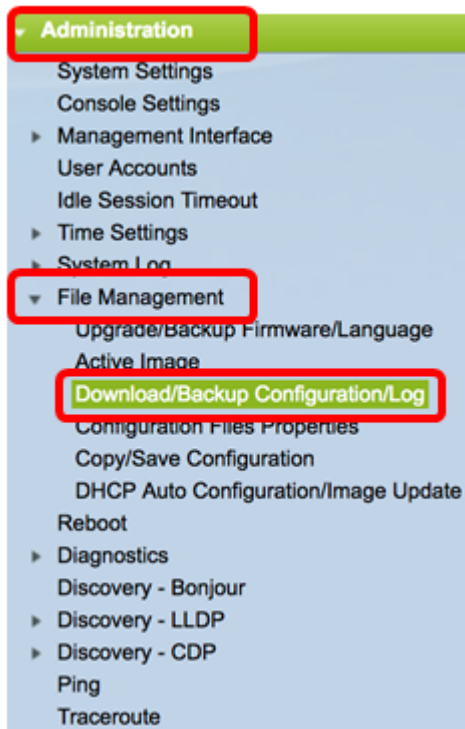 Administration
System Settings
Console Settings
Management Interface
User Accounts
Idle Session Timeout
Time Settings
System Log
File Management
Upgrade/Backup Firmware/Language
Active Image
Download/Backup Configuration/Log
Configuration Files Properties
Copy/Save Configuration
DHCP Auto Configuration/Image Update
Reboot
Diagnostics
Discovery - Bonjour
Discovery - LLDP
Discovery - CDP
Ping
Traceroute